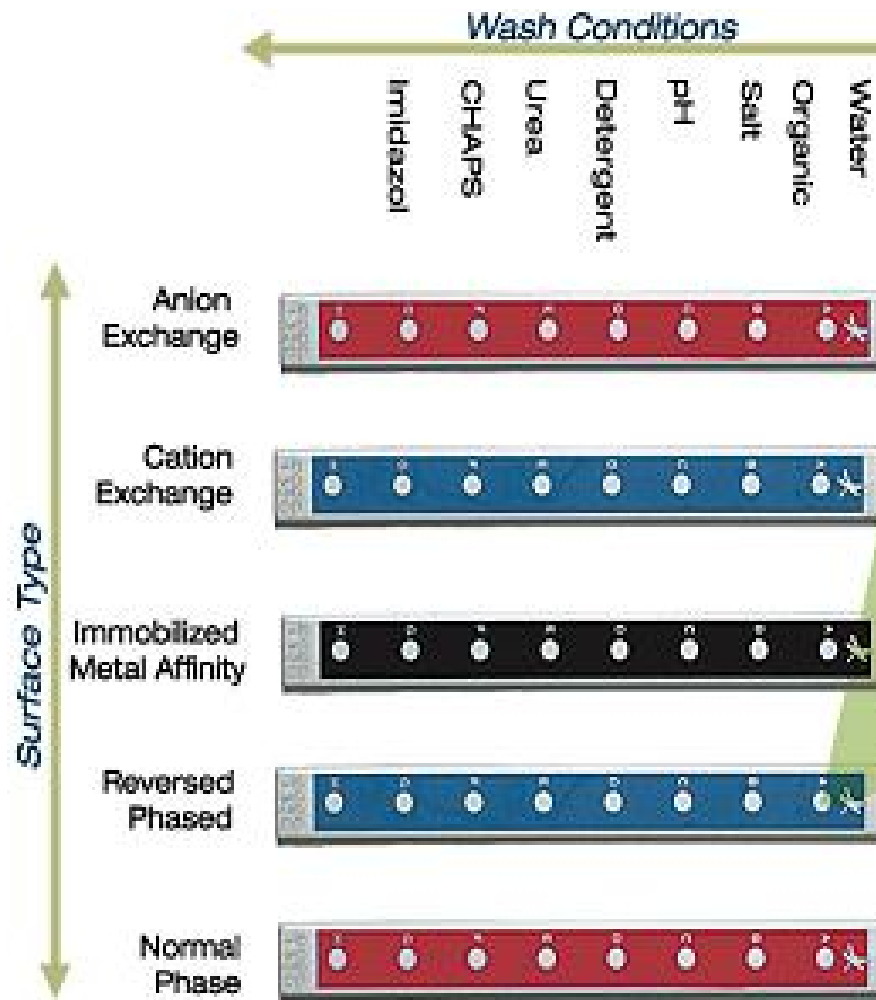 Wash Conditions
Imidazol
CHAPS
Urea
Detergent
pH
Salt
Organic
Water
Surface Type
Anion
Exchange
Cation
Exchange
Immobilized
Metal Affinity
Reversed
Phased
Normal
Phase